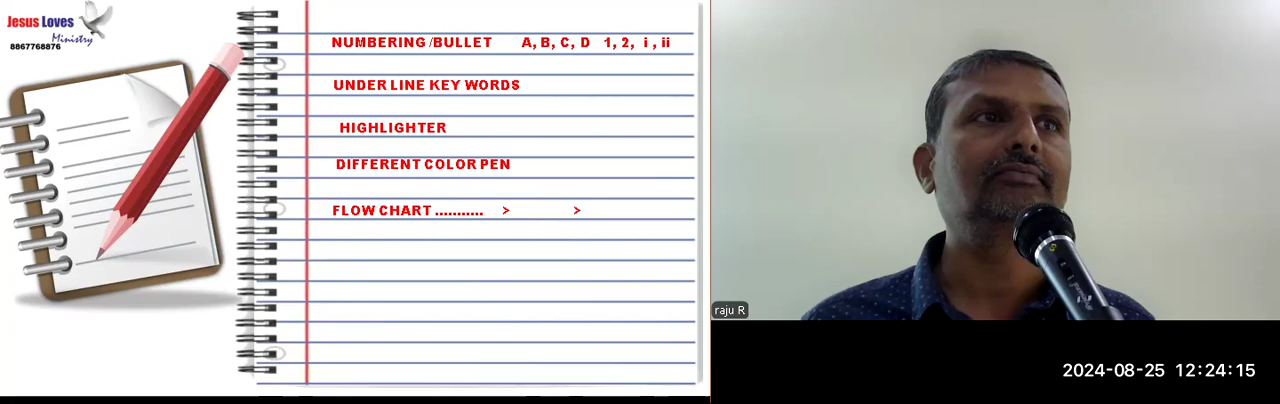 Jesus Loves
Ministry
8867768876
NUMBERING /BULLET A, B, C, D 1, 2, i , ii
UNDER LINE KEY WORDS
HIGHLIGHTER
DIFFERENT COLOR PEN
FLOW CHART ........... > >
raju R
2024-08-25 12:24:15